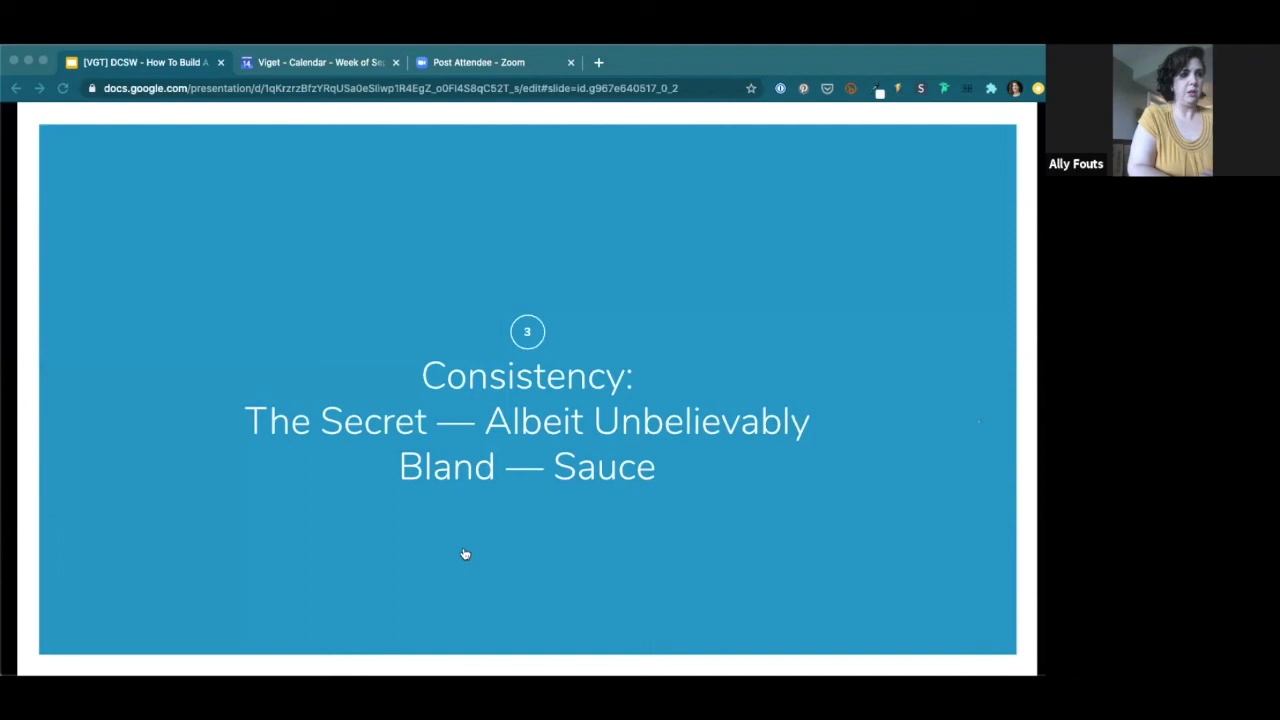 [VGT] DCSW - How To Build A
Viget - Calendar - Week of Se
Post Attendee - Zoom
docs.google.com/presentation/d/1qKrzrzBfzYRqUSa0eSliwp1R4EgZ_o0Fl4S8qC52T_s/edit#slide=id.g967e640517_0_2
Ally Fouts
3
Consistency:
The Secret — Albeit Unbelievably
Bland — Sauce